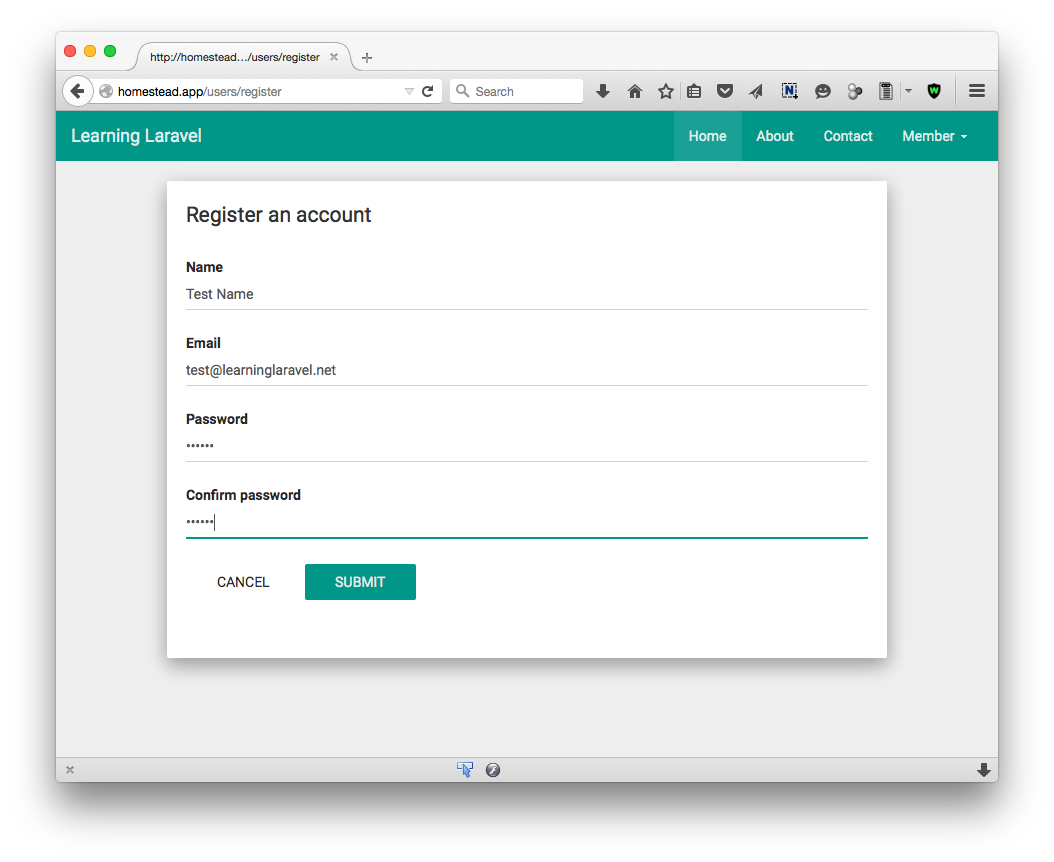 http://homestead.../users/register
homestead.app/users/register
Search
Learning Laravel
Home
About
Contact
Member
Register an account
Name
Test Name
Email
test@learninglaravel.net
Password
••••••
Confirm password
••••••
CANCEL
SUBMIT